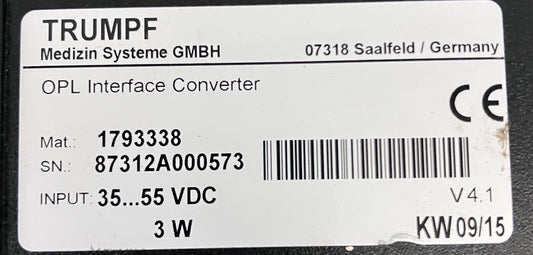 TRUMPF
Medizin Systeme GMBH 07318 Saalfeld / Germany
OPL Interface Converter
CE
Mat.: 1793338
SN.: 87312A000573
INPUT: 35...55 VDC V 4.1
3 W KW 09/15